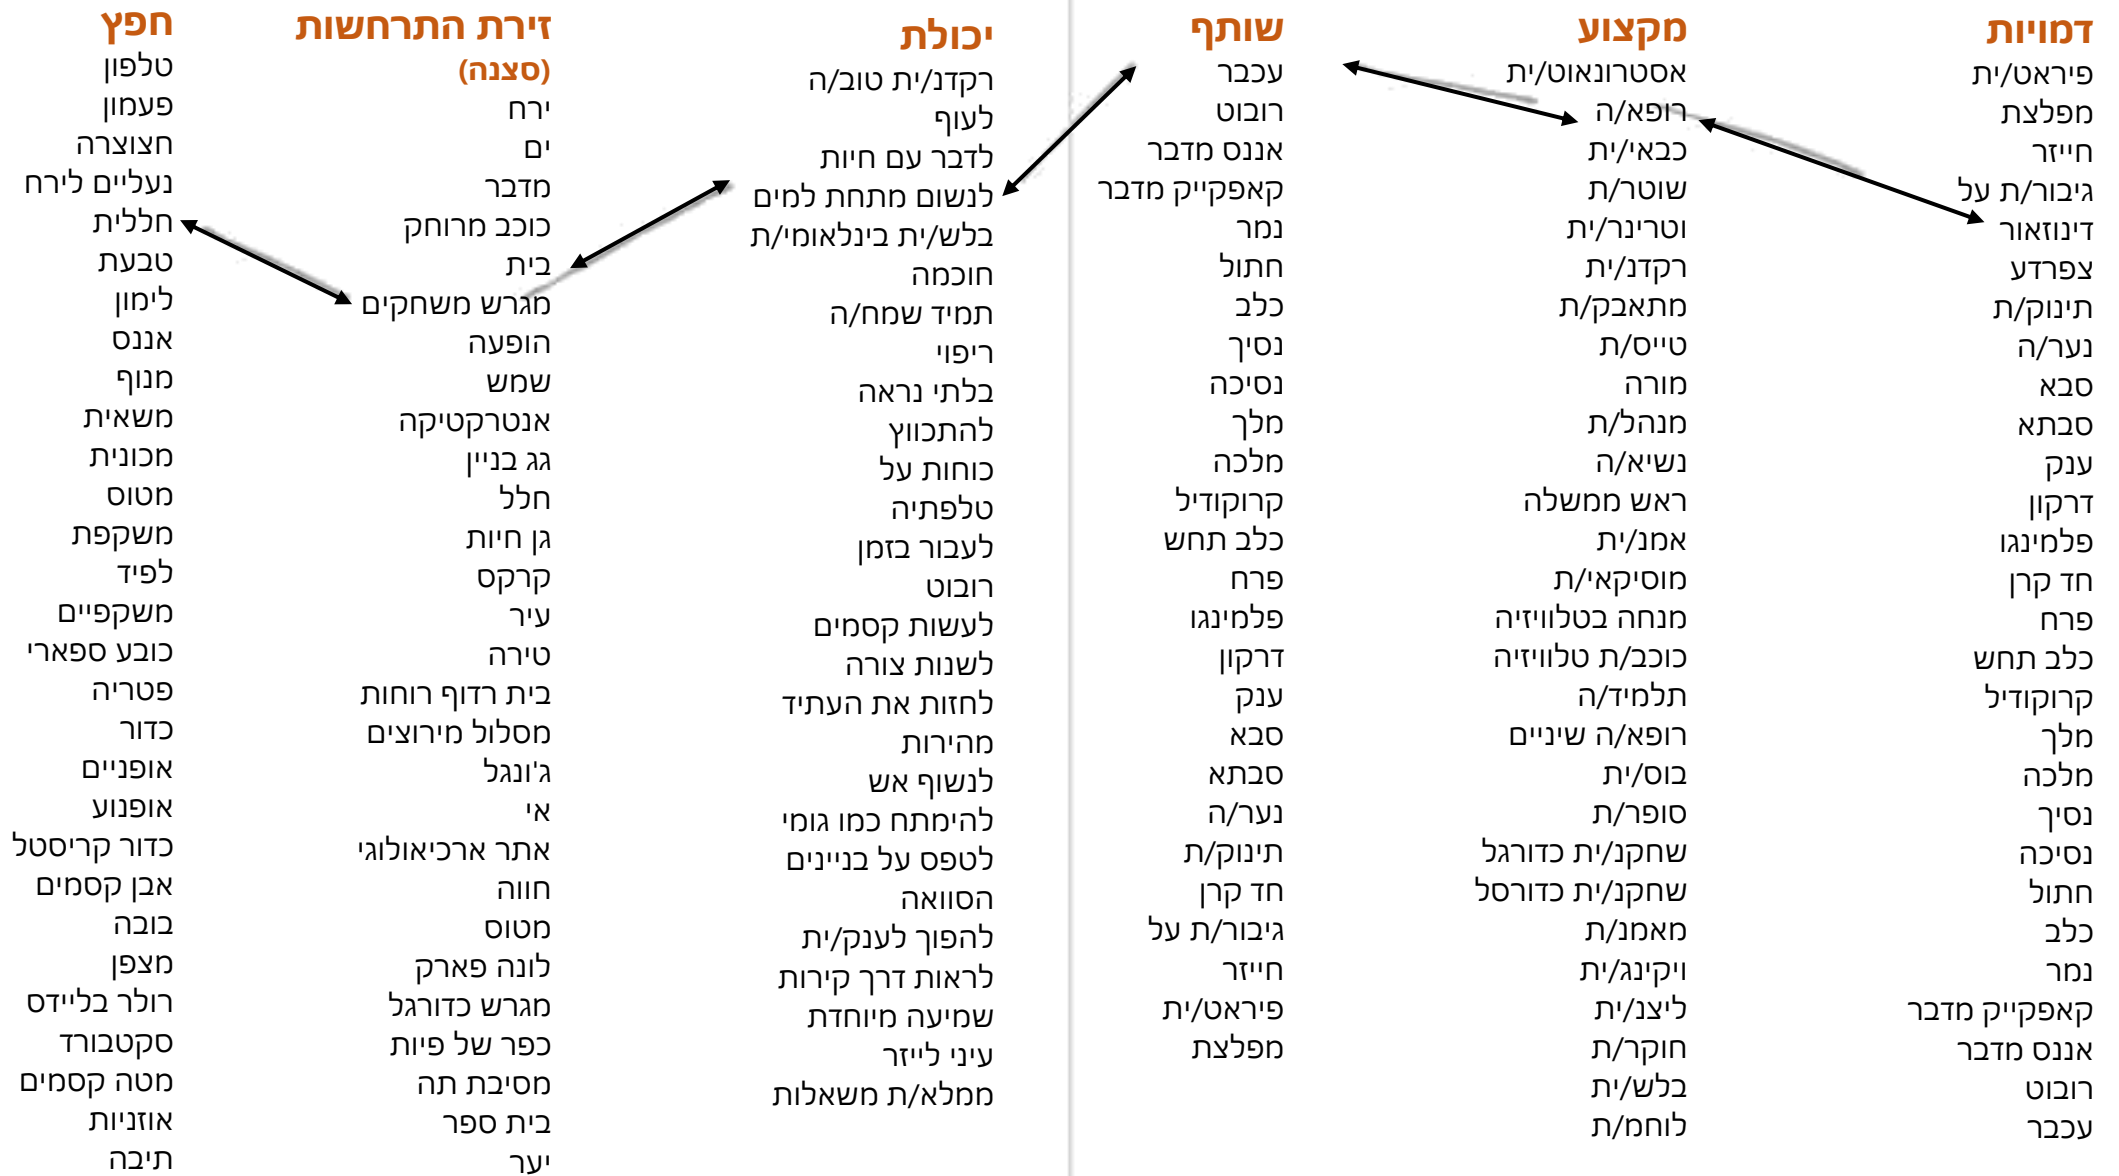 דמויות
פיראט/ית
מפלצת
חייזר
גיבור/ת על
דינוזאור
צפרדע
תינוק/ת
נער/ה
סבא
סבתא
ענק
דרקון
פלמינגו
חד קרן
פרח
כלב תחש
קרוקודיל
מלך
מלכה
נסיך
נסיכה
חתול
כלב
נמר
קאפקייק מדבר
אננס מדבר
רובוט
עכבר
מקצוע
אסטרונאוט/ית
רופא/ה
כבאי/ית
שוטר/ת
וטרינר/ית
רקדנ/ית
מתאבק/ת
טייס/ת
מורה
מנהל/ת
נשיא/ה
ראש ממשלה
אמנ/ית
מוסיקאי/ת
מנחה בטלוויזיה
כוכב/ת טלוויזיה
תלמיד/ה
רופא/ה שיניים
בוס/ית
סופר/ת
שחקנ/ית כדורגל
שחקנ/ית כדורסל
מאמנ/ת
ויקינג/ית
ליצנ/ית
חוקר/ת
בלש/ית
לוחמ/ת
שותף
עכבר
רובוט
אננס מדבר
קאפקייק מדבר
נמר
חתול
כלב
נסיך
נסיכה
מלך
מלכה
קרוקודיל
כלב תחש
פרח
פלמינגו
דרקון
ענק
סבא
סבתא
נער/ה
תינוק/ת
חד קרן
גיבור/ת על
חייזר
פיראט/ית
מפלצת
יכולת
רקדנ/ית טוב/ה
לעוף
לדבר עם חיות
לנשום מתחת למים
בלש/ית בינלאומי/ת
חוכמה
תמיד שמח/ה
ריפוי
בלתי נראה
להתכווץ
כוחות על
טלפתיה
לעבור בזמן
רובוט
לעשות קסמים
לשנות צורה
לחזות את העתיד
מהירות
לנשוף אש
להימתח כמו גומי
לטפס על בניינים
הסוואה
להפוך לענק/ית
לראות דרך קירות
שמיעה מיוחדת
עיני לייזר
ממלא/ת משאלות
זירת התרחשות
(סצנה)
ירח
ים
מדבר
כוכב מרוחק
בית
מגרש משחקים
הופעה
שמש
אנטרקטיקה
גג בניין
חלל
גן חיות
קרקס
עיר
טירה
בית רדוף רוחות
מסלול מירוצים
ג'ונגל
אי
אתר ארכיאולוגי
חווה
מטוס
לונה פארק
מגרש כדורגל
כפר של פיות
מסיבת תה
בית ספר
יער
חפץ
טלפון
פעמון
חצוצרה
נעליים לירח
חללית
טבעת
לימון
אננס
מנוף
משאית
מכונית
מטוס
משקפת
לפיד
משקפיים
כובע ספארי
פטריה
כדור
אופניים
אופנוע
כדור קריסטל
אבן קסמים
בובה
מצפן
רולר בליידס
סקטבורד
מטה קסמים
אוזניות
תיבה